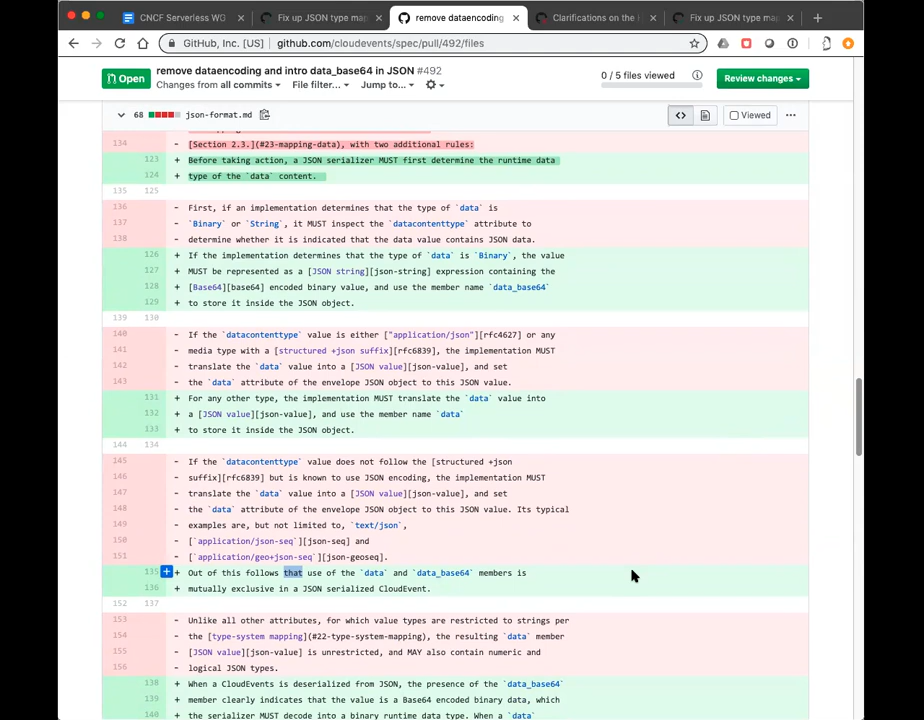 CNCF Serverless WG
Fix up JSON type ma
remove dataencoding
Clarifications on the
Fix up JSON type ma
GitHub, Inc. [US] github.com/cloudevents/spec/pull/492/files
Open
remove dataencoding and intro data_base64 in JSON #492
Changes from all commits File filter... Jump to...
0 / 5 files viewed
Review changes
68 json-format.md
Viewed
134 - [Section 2.3.](#23-mapping-data), with two additional rules:
123 + Before taking action, a JSON serializer MUST first determine the runtime data
124 + type of the `data` content.
135 125
136 - First, if an implementation determines that the type of `data` is
137 - `Binary` or `String`, it MUST inspect the `datacontenttype` attribute to
138 - determine whether it is indicated that the data value contains JSON data.
126 + If the implementation determines that the type of `data` is `Binary`, the value
127 + MUST be represented as a [JSON string][json-string] expression containing the
128 + [Base64][base64] encoded binary value, and use the member name `data_base64`
129 + to store it inside the JSON object.
139 130
140 - If the `datacontenttype` value is either ["application/json"][rfc4627] or any
141 - media type with a [structured +json suffix][rfc6839], the implementation MUST
142 - translate the `data` value into a [JSON value][json-value], and set
143 - the `data` attribute of the envelope JSON object to this JSON value.
131 + For any other type, the implementation MUST translate the `data` value into
132 + a [JSON value][json-value], and use the member name `data`
133 + to store it inside the JSON object.
144 134
145 - If the `datacontenttype` value does not follow the [structured +json
146 - suffix][rfc6839] but is known to use JSON encoding, the implementation MUST
147 - translate the `data` value into a [JSON value][json-value], and set
148 - the `data` attribute of the envelope JSON object to this JSON value. Its typical
149 - examples are, but not limited to, `text/json`,
150 - [`application/json-seq`][json-seq] and
151 - [`application/geo+json-seq`][json-geoseq].
135 + Out of this follows that use of the `data` and `data_base64` members is
136 + mutually exclusive in a JSON serialized CloudEvent.
152 137
153 - Unlike all other attributes, for which value types are restricted to strings per
154 - the [type-system mapping](#22-type-system-mapping), the resulting `data` member
155 - [JSON value][json-value] is unrestricted, and MAY also contain numeric and
156 - logical JSON types.
138 + When a CloudEvents is deserialized from JSON, the presence of the `data_base64`
139 + member clearly indicates that the value is a Base64 encoded binary data, which
140 + the serializer MUST decode into a binary runtime data type. When a `data`